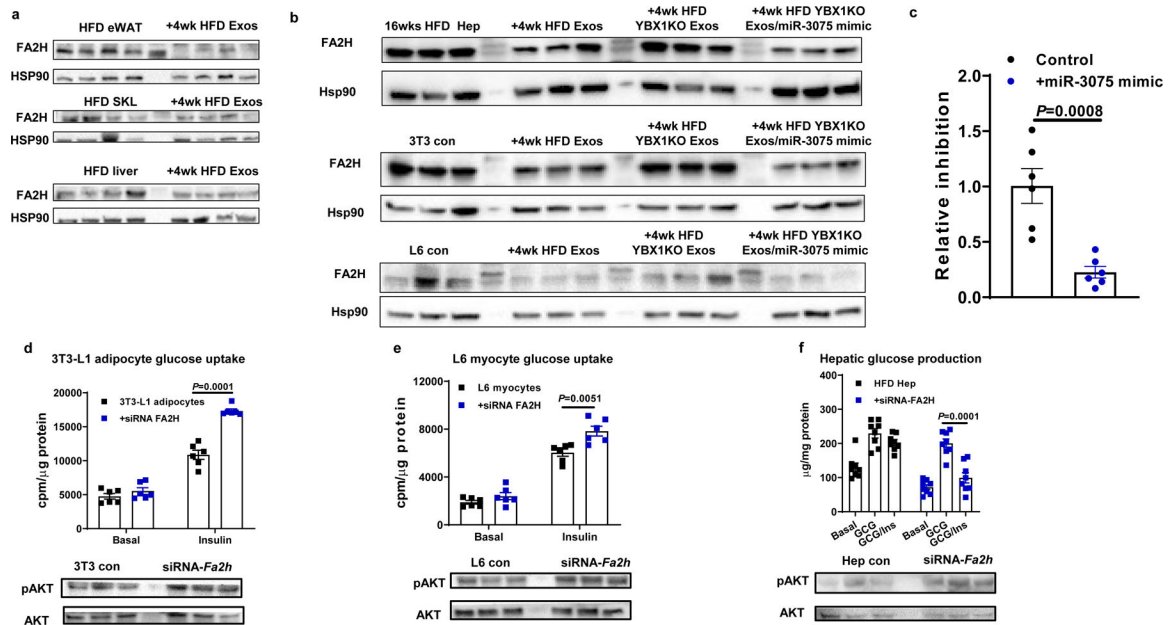 a
HFD eWAT +4wk HFD Exos
FA2H
HSP90
HFD SKL +4wk HFD Exos
FA2H
HSP90
HFD liver +4wk HFD Exos
FA2H
HSP90
b
16wks HFD Hep +4wk HFD Exos +4wk HFD YBX1KO Exos +4wk HFD YBX1KO Exos/miR-3075 mimic
FA2H
Hsp90
3T3 con +4wk HFD Exos +4wk HFD YBX1KO Exos +4wk HFD YBX1KO Exos/miR-3075 mimic
FA2H
Hsp90
L6 con +4wk HFD Exos +4wk HFD YBX1KO Exos +4wk HFD YBX1KO Exos/miR-3075 mimic
FA2H
Hsp90
c
Control
+miR-3075 mimic
P=0.0008
Relative inhibition
2.0
1.5
1.0
0.5
0.0
d
3T3-L1 adipocyte glucose uptake
3T3-L1 adipocytes
+siRNA FA2H
P=0.0001
cpm/µg protein
20000
15000
10000
5000
0
Basal Insulin
3T3 con siRNA-Fa2h
pAKT
AKT
e
L6 myocyte glucose uptake
L6 myocytes
+siRNA FA2H
P=0.0051
cpm/µg protein
12000
8000
4000
0
Basal Insulin
L6 con siRNA-Fa2h
pAKT
AKT
f
Hepatic glucose production
HFD Hep
+siRNA-FA2H
P=0.0001
µg/mg protein
400
300
200
100
0
Basal GCG GCG/Ins Basal GCG GCG/Ins
Hep con siRNA-Fa2h
pAKT
AKT